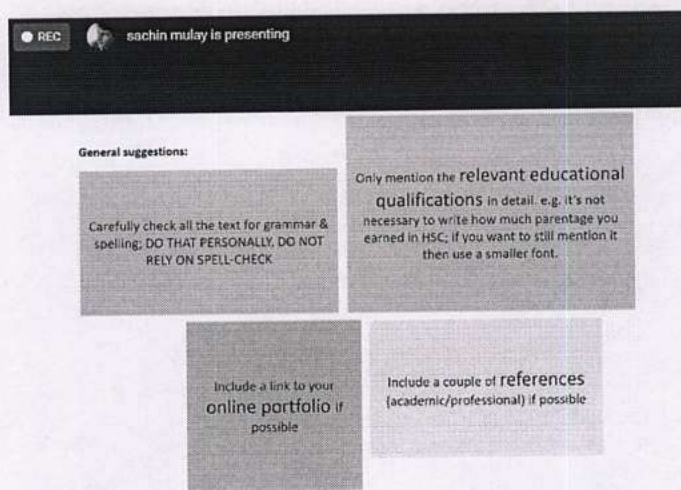 REC
sachin mulay is presenting
General suggestions:
Carefully check all the text for grammar &
spelling; DO THAT PERSONALLY, DO NOT
RELY ON SPELL-CHECK
Only mention the relevant educational
qualifications in detail. e.g. it's not
necessary to write how much parentage you
earned in HSC; if you want to still mention it
then use a smaller font.
Include a link to your
online portfolio if
possible
Include a couple of references
(academic/professional) if possible